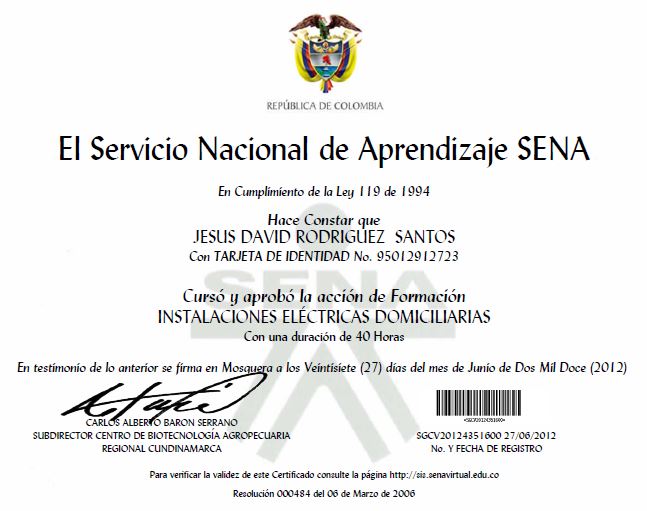 REPÚBLICA DE COLOMBIA
El Servicio Nacional de Aprendizaje SENA
En Cumplimiento de la Ley 119 de 1994
Hace Constar que
JESUS DAVID RODRIGUEZ SANTOS
Con TARJETA DE IDENTIDAD No. 95012912723
SENA
Cursó y aprobó la acción de Formación
INSTALACIONES ELÉCTRICAS DOMICILIARIAS
Con una duración de 40 Horas
En testimonio de lo anterior se firma en Mosquera a los Veintisiete (27) días del mes de Junio de Dos Mil Doce (2012)
CARLOS ALBERTO BARON SERRANO
SUBDIRECTOR CENTRO DE BIOTECNOLOGÍA AGROPECUARIA
REGIONAL CUNDINAMARCA
*SGCV20124351600*
SGCV20124351600 27/06/2012
No. Y FECHA DE REGISTRO
Para verificar la validez de este Certificado consulte la página http://sis.senavirtual.edu.co
Resolución 000484 del 06 de Marzo de 2006